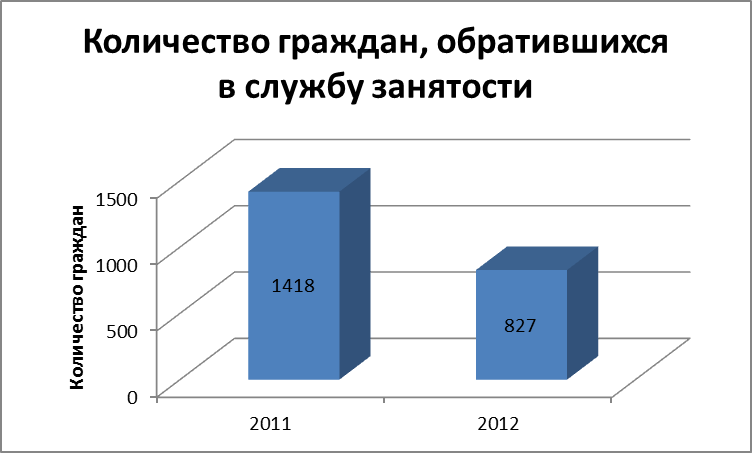 Количество граждан, обратившихся
в службу занятости
Количество граждан
1500
1000
500
0
1418
827
2011
2012